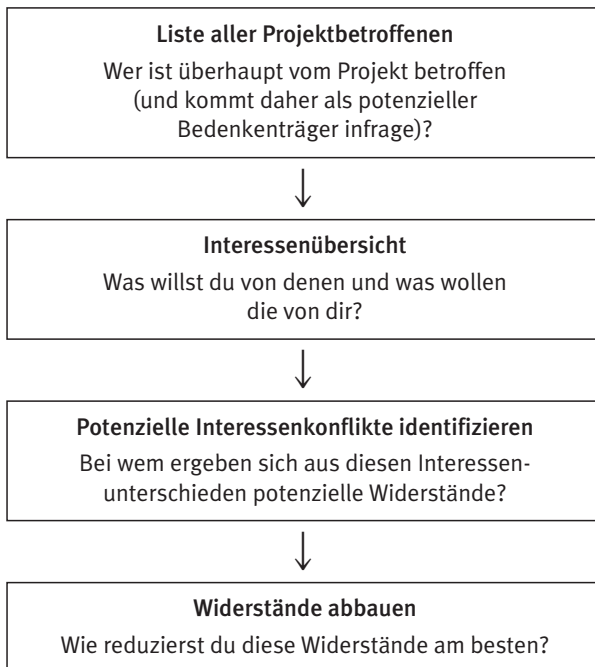 Liste aller Projektbetroffenen
Wer ist überhaupt vom Projekt betroffen
(und kommt daher als potenzieller
Bedenkenträger infrage)?
Interessenübersicht
Was willst du von denen und was wollen
die von dir?
Potenzielle Interessenkonflikte identifizieren
Bei wem ergeben sich aus diesen Interessen-
unterschieden potenzielle Widerstände?
Widerstände abbauen
Wie reduzierst du diese Widerstände am besten?